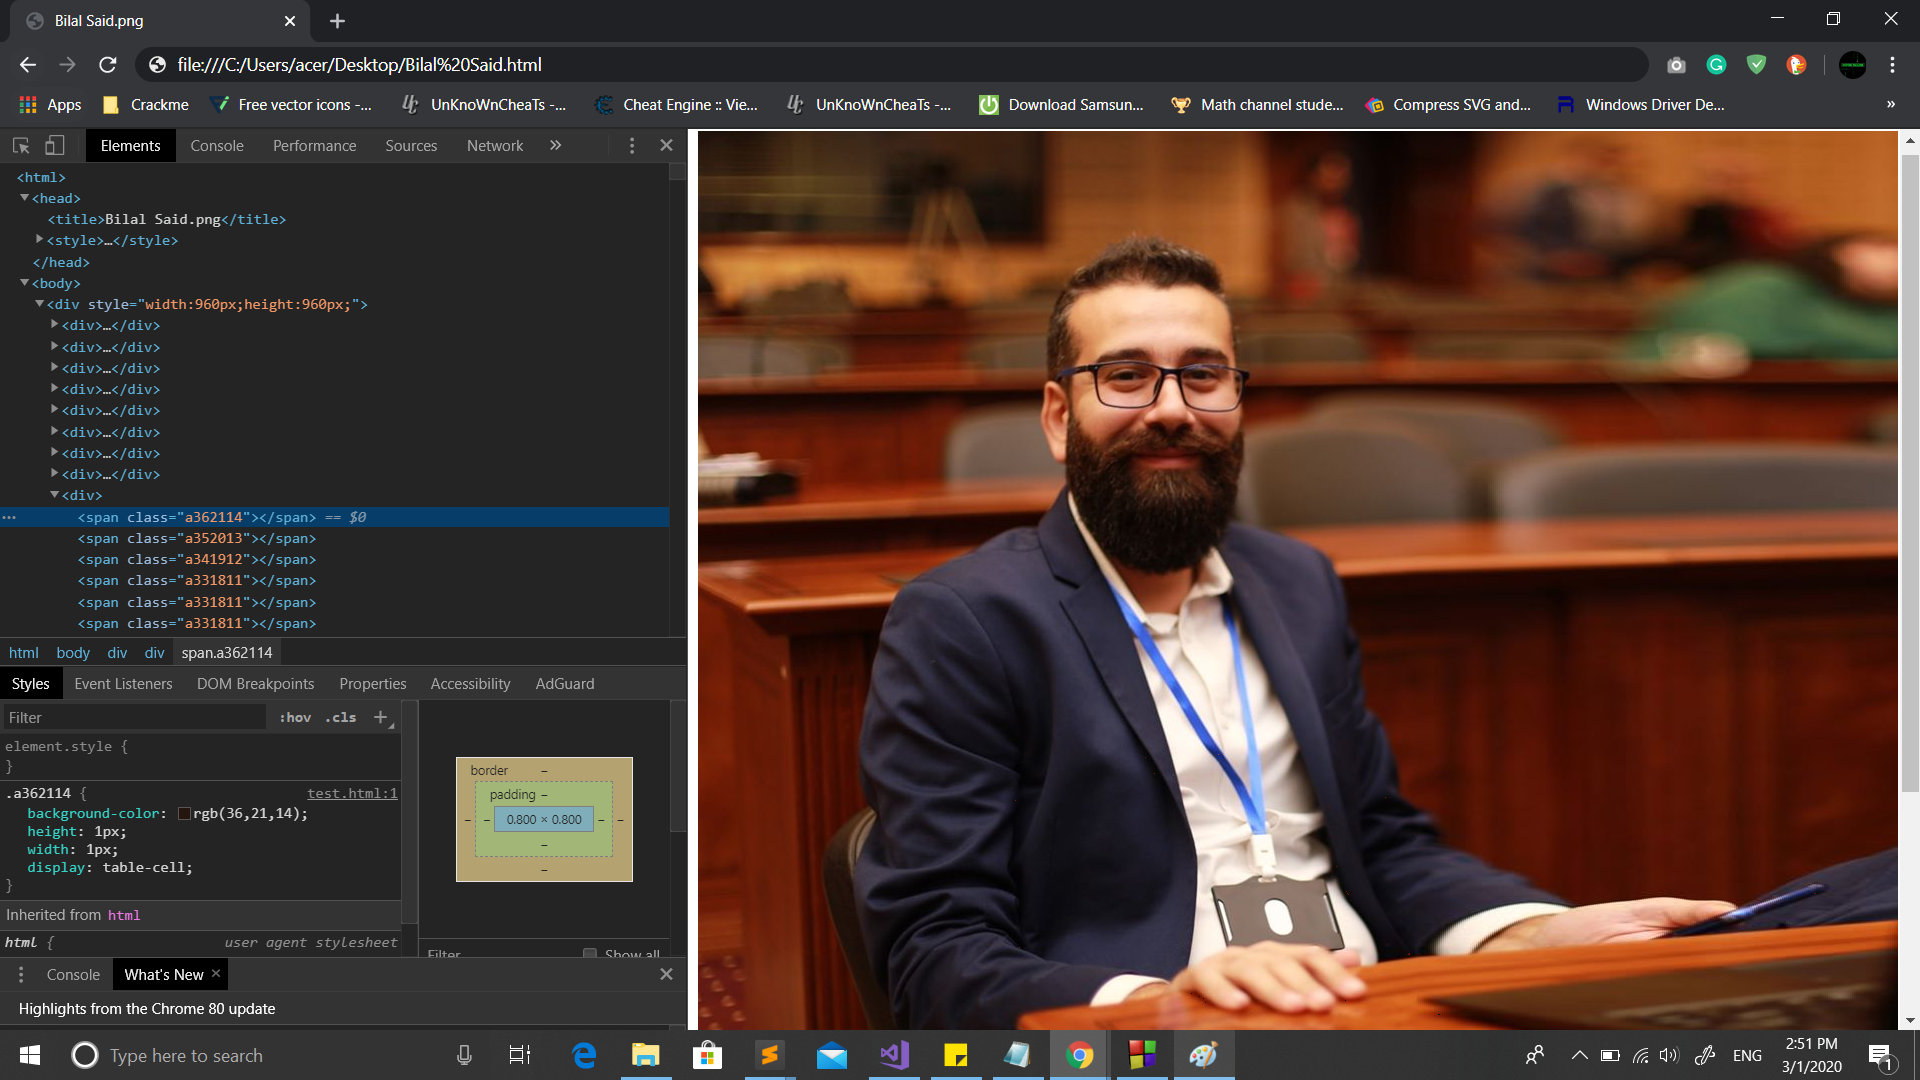 Bilal Said.png
file:///C:/Users/acer/Desktop/Bilal%20Said.html
Apps Crackme Free vector icons -... UnKnoWnCheaTs -... Cheat Engine :: Vie... UnKnoWnCheaTs -... Download Samsun... Math channel stude... Compress SVG and... Windows Driver De... »
Elements Console Performance Sources Network »
<html>
<head>
<title>Bilal Said.png</title>
<style>…</style>
</head>
<body>
<div style="width:960px;height:960px;">
<div>…</div>
<div>…</div>
<div>…</div>
<div>…</div>
<div>…</div>
<div>…</div>
<div>…</div>
<div>…</div>
<div>
<span class="a362114"></span> == $0
<span class="a352013"></span>
<span class="a341912"></span>
<span class="a331811"></span>
<span class="a331811"></span>
<span class="a331811"></span>
html body div div span.a362114
Styles Event Listeners DOM Breakpoints Properties Accessibility AdGuard
Filter :hov .cls +
element.style {
}
.a362114 { test.html:1
background-color: rgb(36,21,14);
height: 1px;
width: 1px;
display: table-cell;
}
Inherited from html
html { user agent stylesheet
border –
padding –
– – 0.800 × 0.800 – –
–
–
Filter Show all
Console What's New ×
Highlights from the Chrome 80 update
Type here to search
ENG
2:51 PM
3/1/2020
1